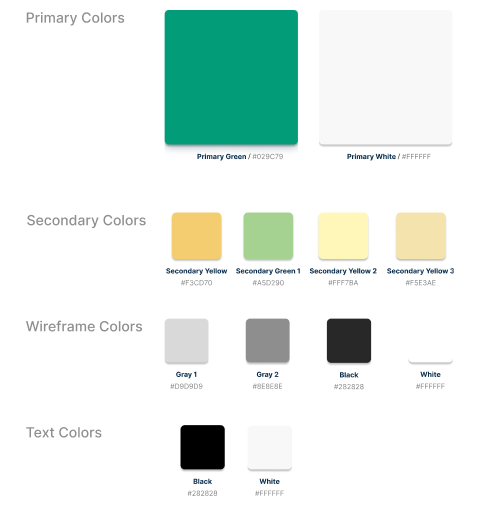 Primary Colors
Primary Green / #029C79
Primary White / #FFFFFF
Secondary Colors
Secondary Yellow
#F3CD70
Secondary Green 1
#A5D290
Secondary Yellow 2
#FFF7BA
Secondary Yellow 3
#F5E3AE
Wireframe Colors
Gray 1
#D9D9D9
Gray 2
#8E8E8E
Black
#282828
White
#FFFFFF
Text Colors
Black
#282828
White
#FFFFFF